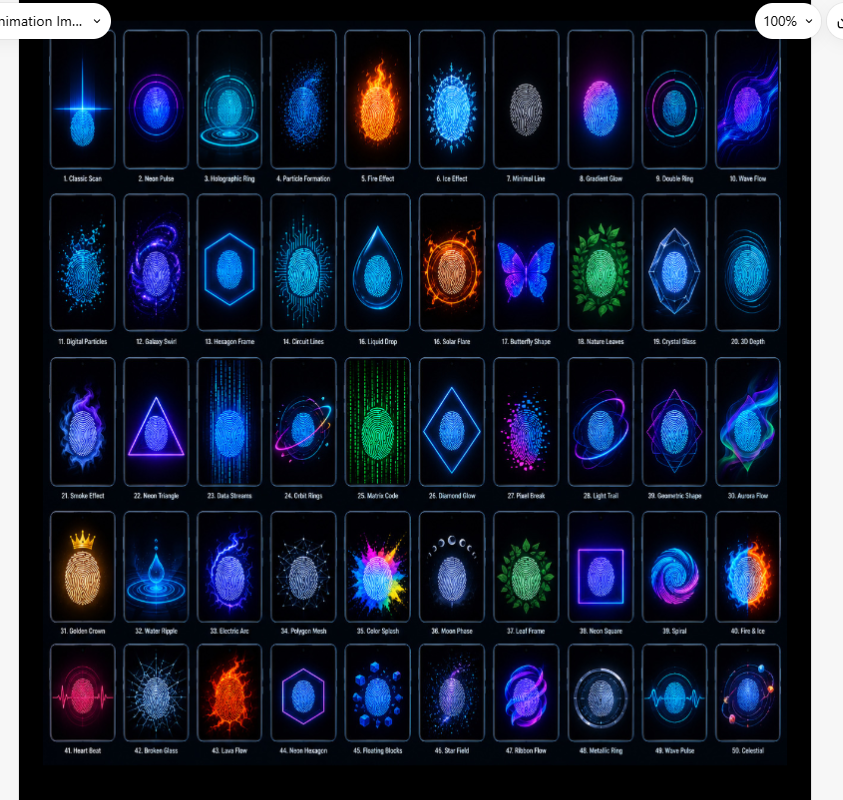 nimation Im...
100%
1. Classic Scan
2. Neon Pulse
3. Holographic Ring
4. Particle Formation
5. Fire Effect
6. Ice Effect
7. Minimal Line
8. Gradient Glow
9. Double Ring
10. Wave Flow
11. Digital Particles
12. Galaxy Swirl
13. Hexagon Frame
14. Circuit Lines
16. Liquid Drop
16. Solar Flare
17. Butterfly Shape
18. Nature Leaves
19. Crystal Glass
20. 3D Depth
21. Smoke Effect
22. Neon Triangle
23. Data Streams
24. Orbit Rings
25. Matrix Code
26. Diamond Glow
27. Pixel Break
28. Light Trail
39. Geometric Shape
30. Aurora Flow
31. Golden Crown
32. Water Ripple
33. Electric Arc
34. Polygon Mesh
35. Color Splash
36. Moon Phase
37. Leaf Frame
38. Neon Square
39. Spiral
40. Fire & Ice
41. Heart Beat
42. Broken Glass
43. Lava Flow
44. Neon Hexagon
45. Floating Blocks
46. Star Field
47. Ribbon Flow
48. Metallic Ring
49. Wave Pulse
50. Celestial